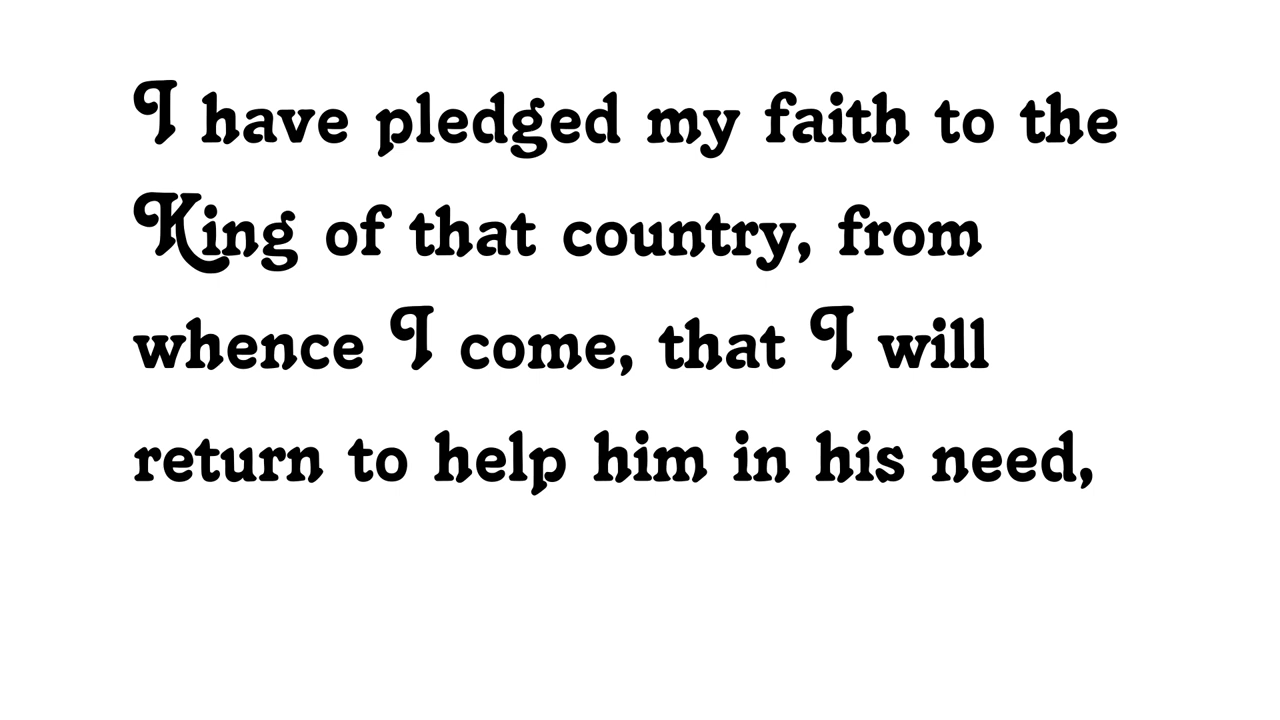 I have pledged my faith to the
King of that country, from
whence I come, that I will
return to help him in his need,